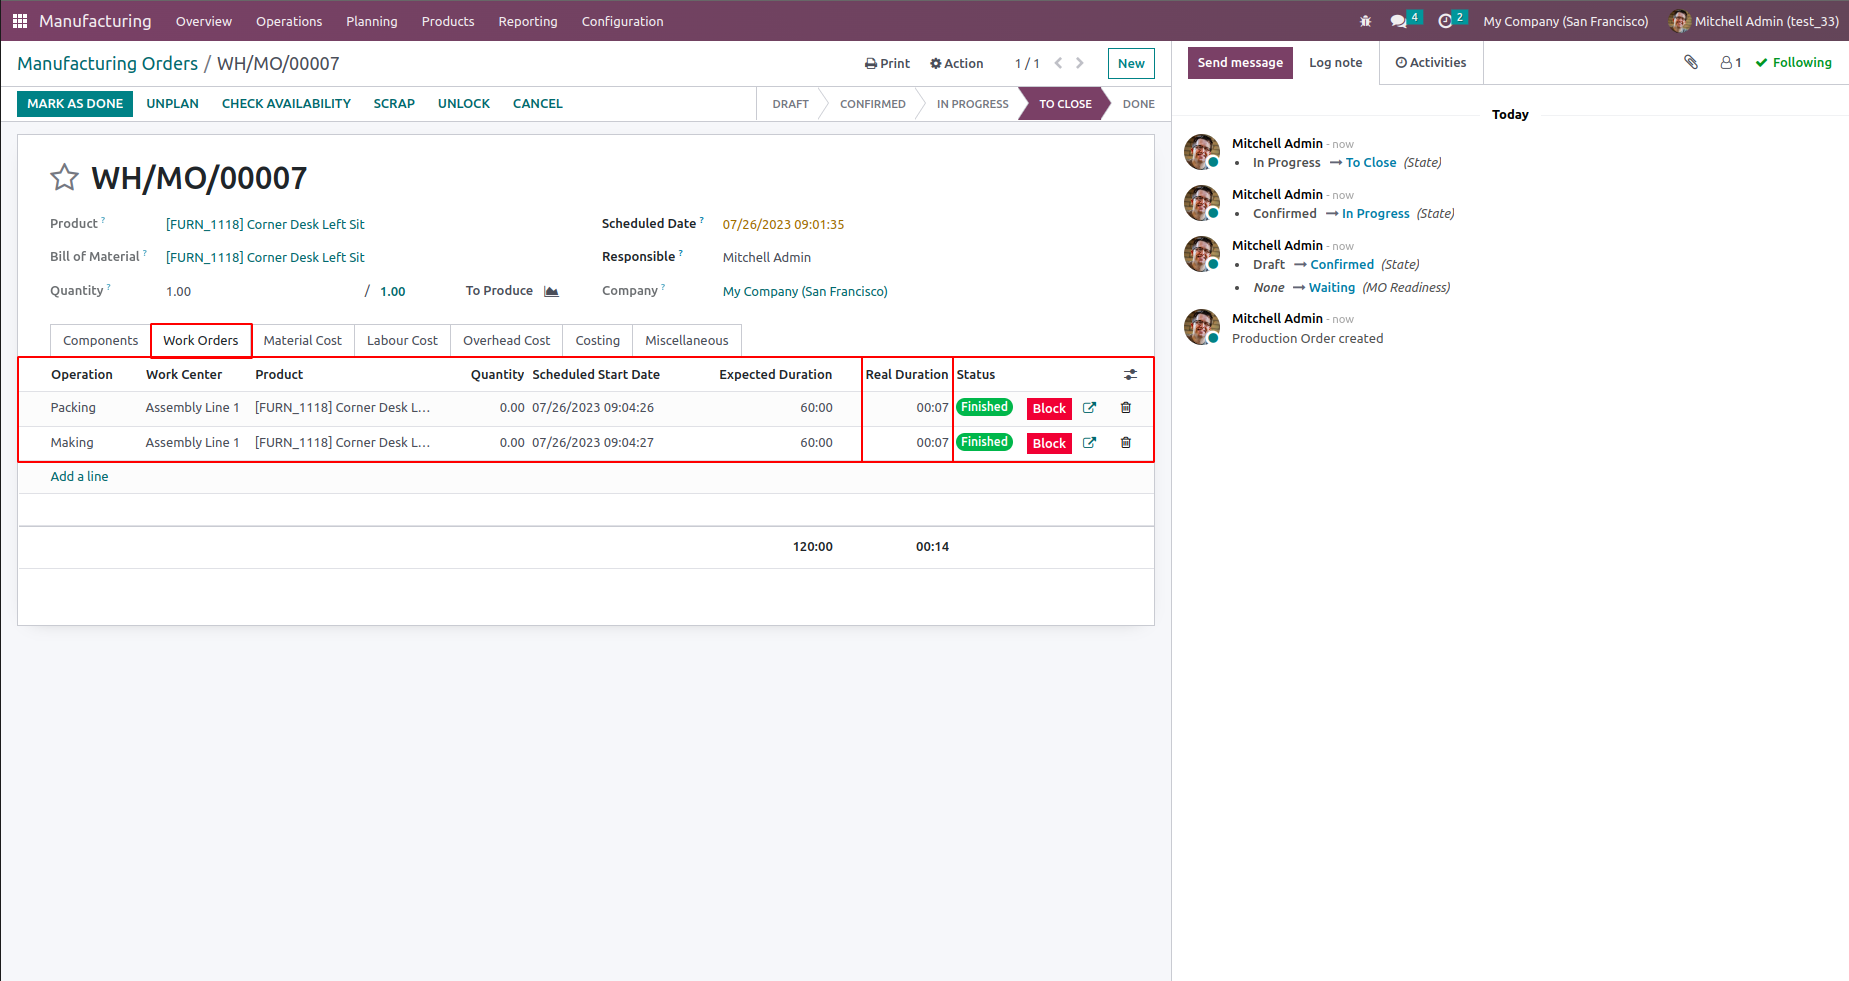 Manufacturing Overview Operations Planning Products Reporting Configuration 4 2 My Company (San Francisco) Mitchell Admin (test_33)
Manufacturing Orders / WH/MO/00007 Print Action 1 / 1 New
MARK AS DONE UNPLAN CHECK AVAILABILITY SCRAP UNLOCK CANCEL DRAFT CONFIRMED IN PROGRESS TO CLOSE DONE
WH/MO/00007
Product ? [FURN_1118] Corner Desk Left Sit Scheduled Date ? 07/26/2023 09:01:35
Bill of Material ? [FURN_1118] Corner Desk Left Sit Responsible ? Mitchell Admin
Quantity ? 1.00 / 1.00 To Produce Company ? My Company (San Francisco)
Components Work Orders Material Cost Labour Cost Overhead Cost Costing Miscellaneous
Operation Work Center Product Quantity Scheduled Start Date Expected Duration Real Duration Status
Packing Assembly Line 1 [FURN_1118] Corner Desk L... 0.00 07/26/2023 09:04:26 60:00 00:07 Finished Block
Making Assembly Line 1 [FURN_1118] Corner Desk L... 0.00 07/26/2023 09:04:27 60:00 00:07 Finished Block
Add a line
120:00 00:14
Send message Log note Activities 1 Following
Today
Mitchell Admin - now
• In Progress → To Close (State)
Mitchell Admin - now
• Confirmed → In Progress (State)
Mitchell Admin - now
• Draft → Confirmed (State)
• None → Waiting (MO Readiness)
Mitchell Admin - now
Production Order created